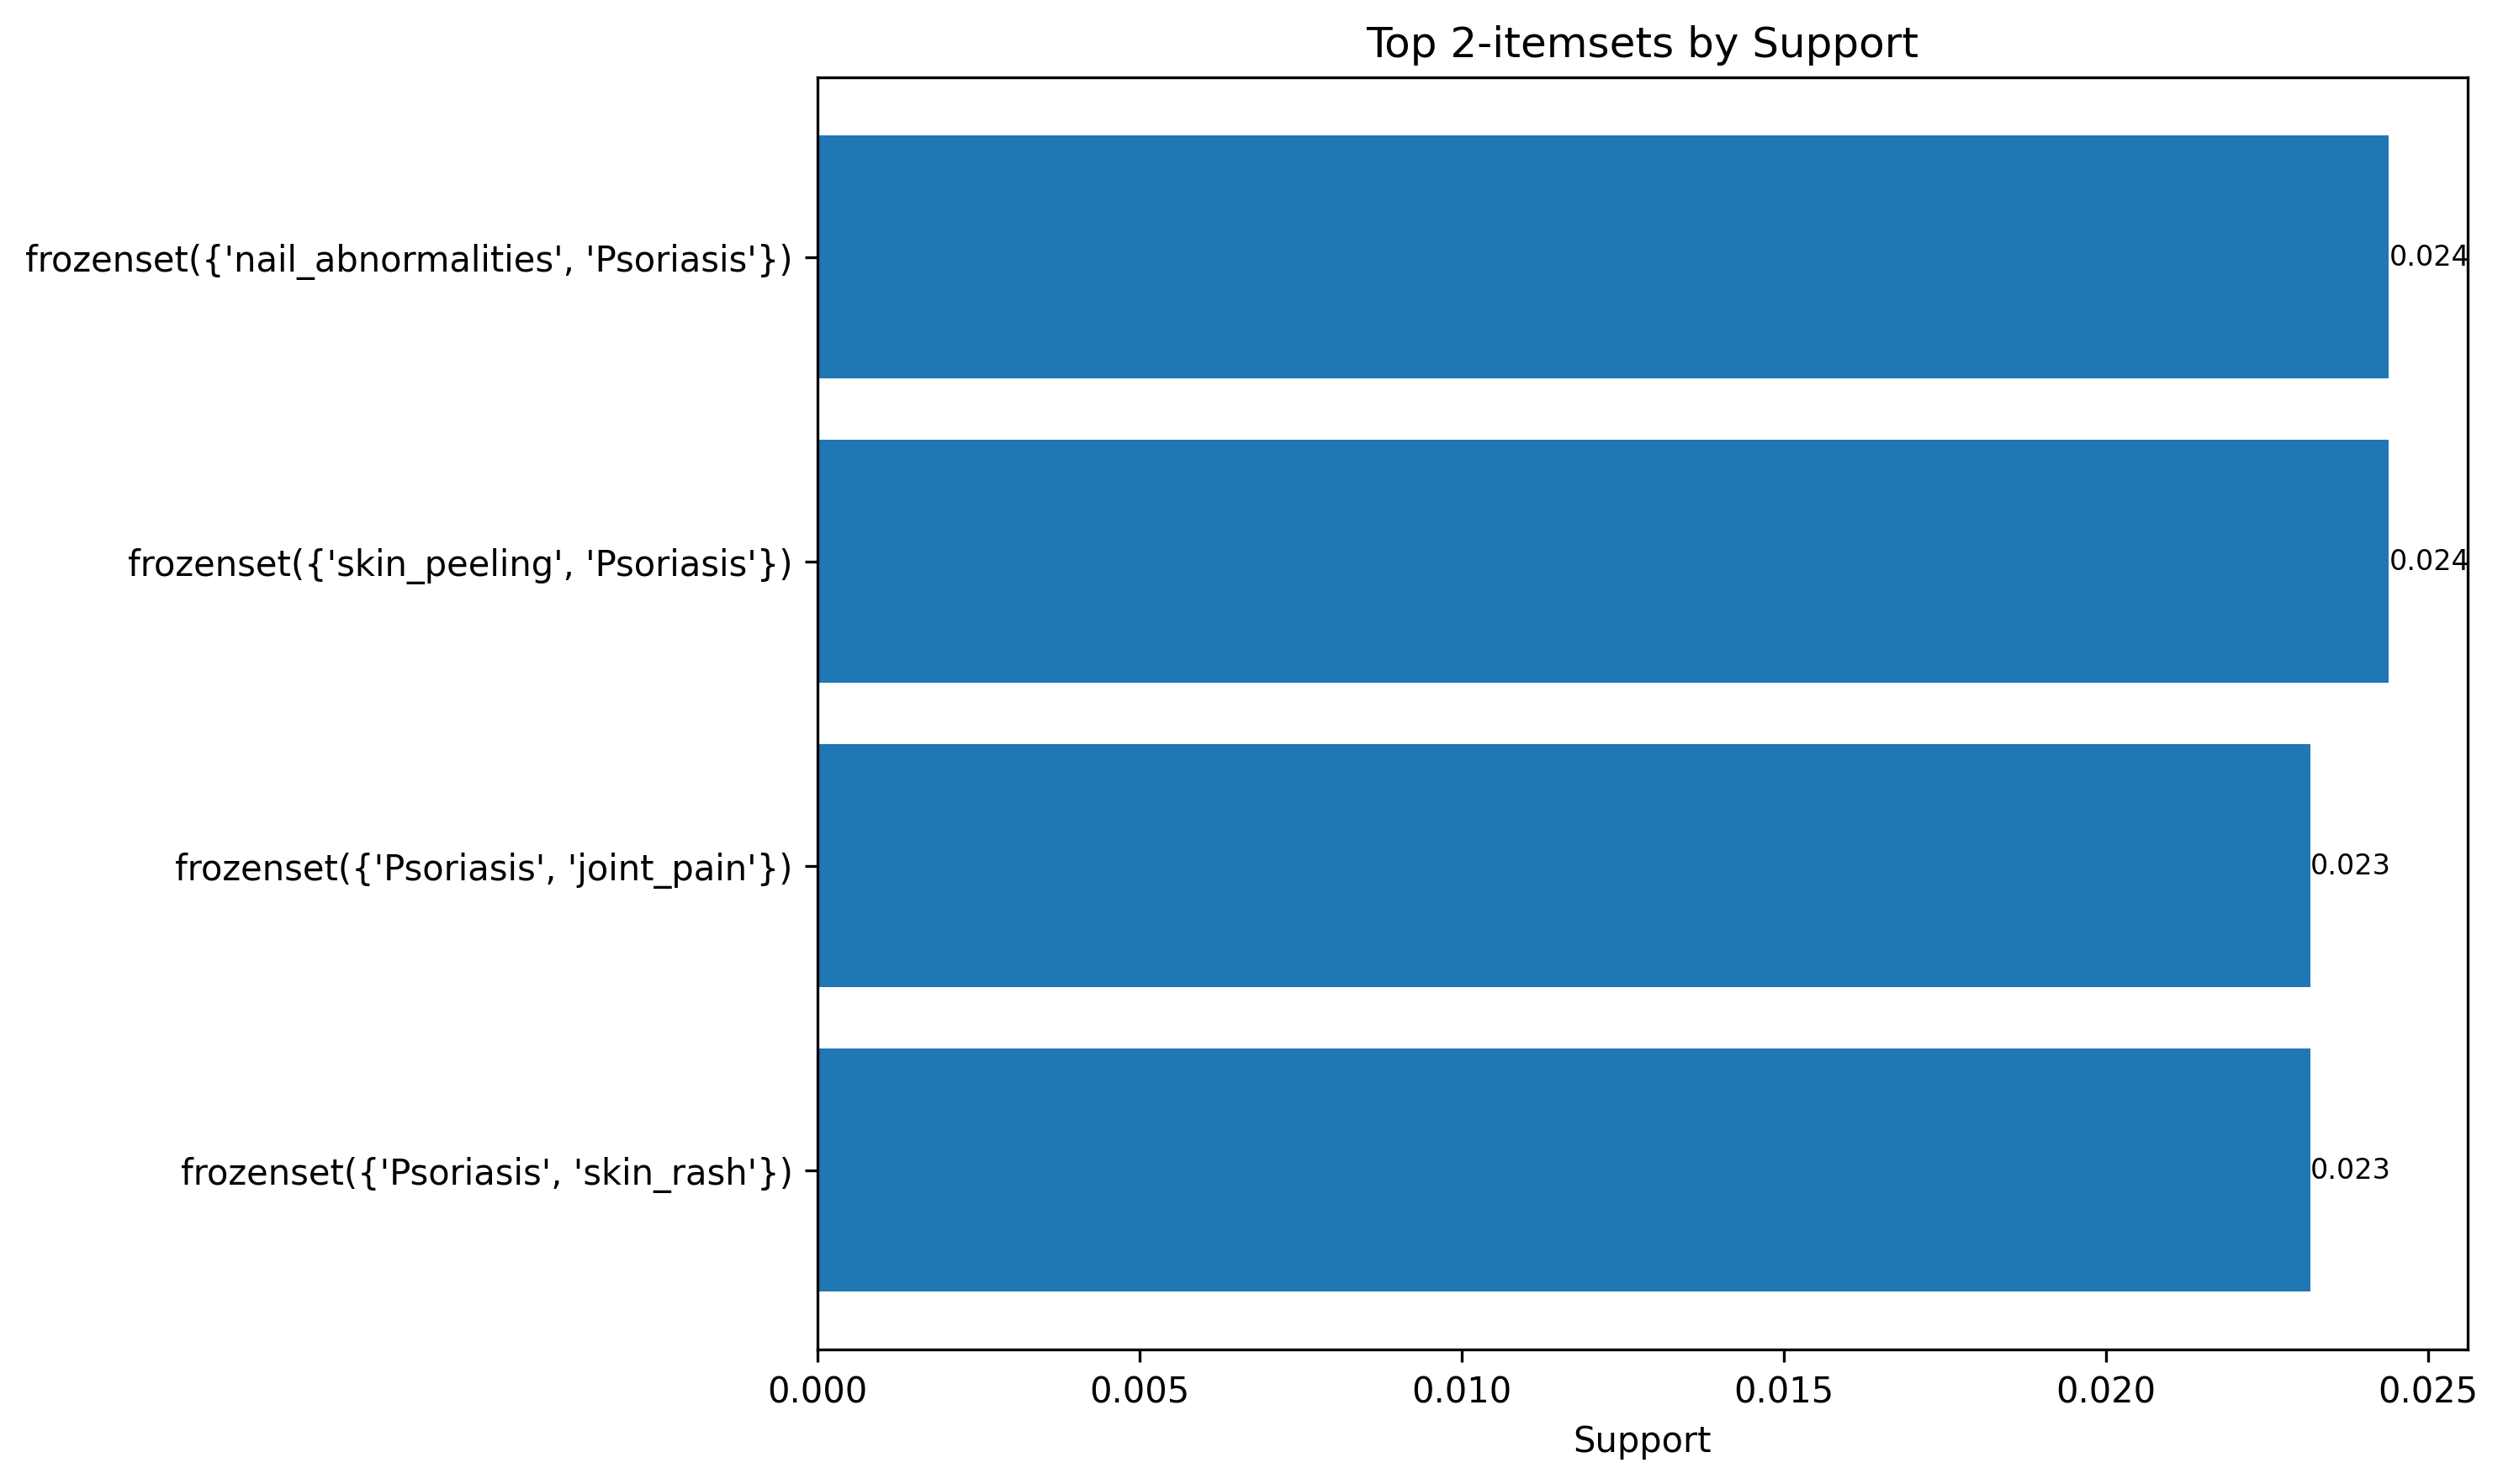 Top 2-itemsets by Support
frozenset({'nail_abnormalities', 'Psoriasis'})
0.024
frozenset({'skin_peeling', 'Psoriasis'})
0.024
frozenset({'Psoriasis', 'joint_pain'})
0.023
frozenset({'Psoriasis', 'skin_rash'})
0.023
0.000 0.005 0.010 0.015 0.020 0.025
Support